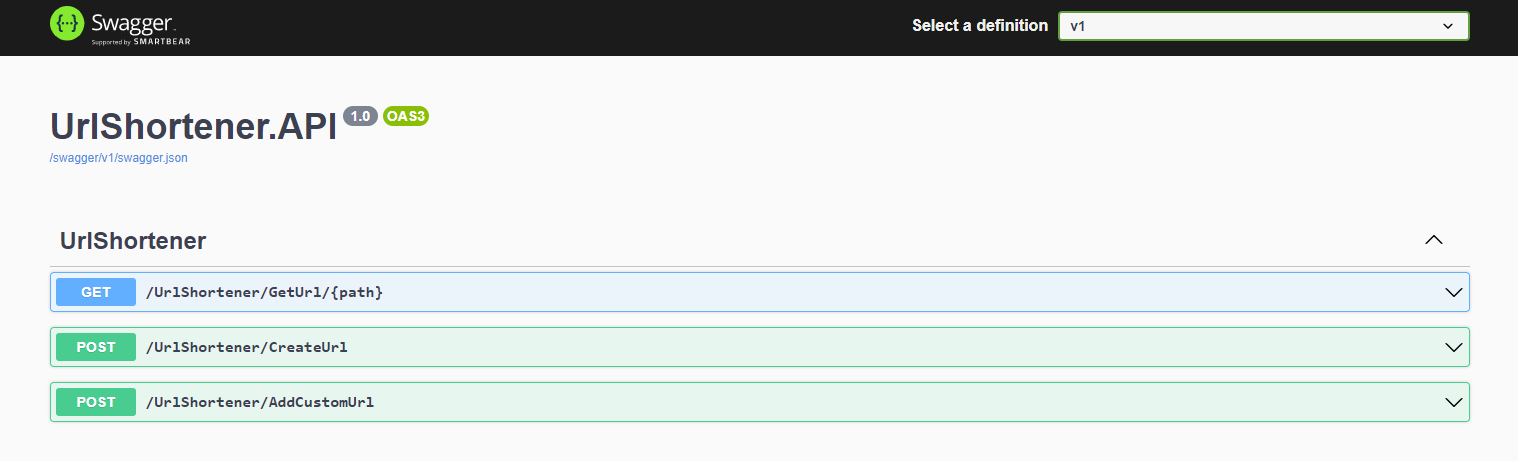 {...} Swagger
Supported by SMARTBEAR
Select a definition v1
UrlShortener.API 1.0 OAS3
/swagger/v1/swagger.json
UrlShortener
GET /UrlShortener/GetUrl/{path}
POST /UrlShortener/CreateUrl
POST /UrlShortener/AddCustomUrl